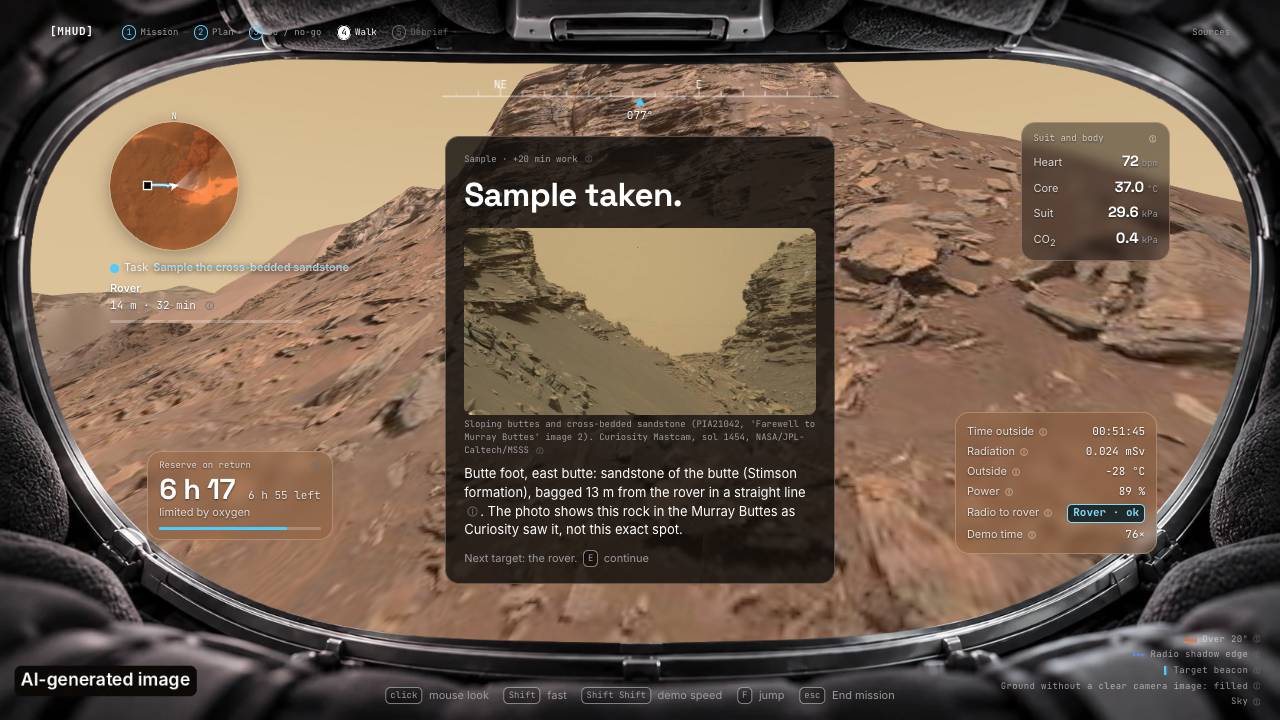 [MHUD]
1 Mission
2 Plan
3 Go / no-go
4 Walk
5 Debrief
Sources
NE
E
077°
N
Task Sample the cross-bedded sandstone
Rover
14 m · 32 min
Sample · +20 min work
Sample taken.
Sloping buttes and cross-bedded sandstone (PIA21042, 'Farewell to
Murray Buttes' image 2). Curiosity Mastcam, sol 1454, NASA/JPL-
Caltech/MSSS
Butte foot, east butte: sandstone of the butte (Stimson
formation), bagged 13 m from the rover in a straight line
. The photo shows this rock in the Murray Buttes as
Curiosity saw it, not this exact spot.
Next target: the rover. E continue
Suit and body
Heart 72 bpm
Core 37.0 °C
Suit 29.6 kPa
CO2 0.4 kPa
Reserve on return
6 h 17 6 h 55 left
limited by oxygen
Time outside 00:51:45
Radiation 0.024 mSv
Outside -28 °C
Power 89 %
Radio to rover Rover · ok
Demo time 76×
Over 20°
Radio shadow edge
Target beacon
Ground without a clear camera image: filled
Sky
AI-generated image
click mouse look Shift fast Shift Shift demo speed F jump esc End mission